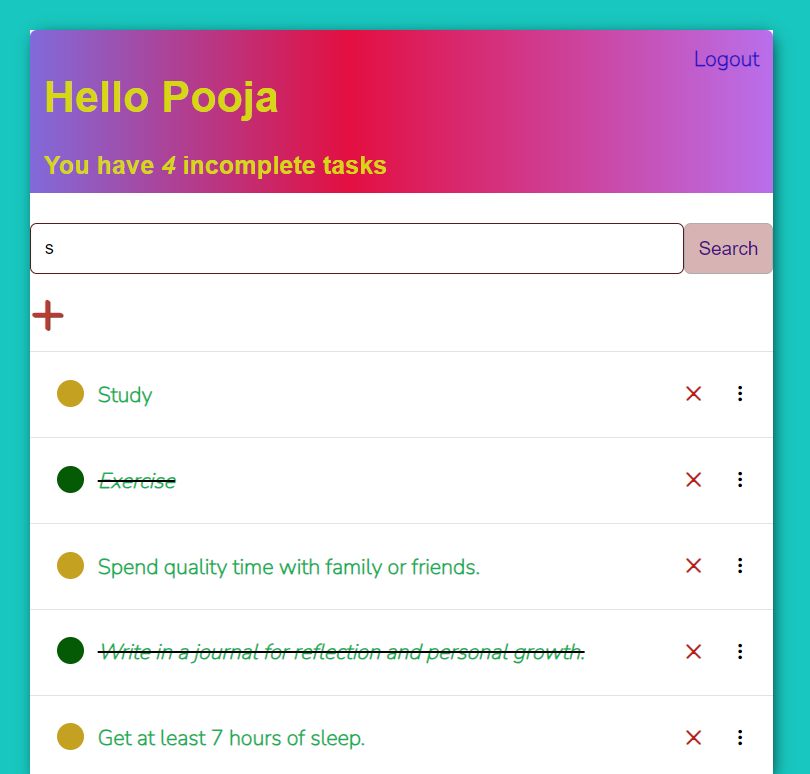 Logout
Hello Pooja
You have 4 incomplete tasks
s
Search
Study
Exercise
Spend quality time with family or friends.
Write in a journal for reflection and personal growth.
Get at least 7 hours of sleep.